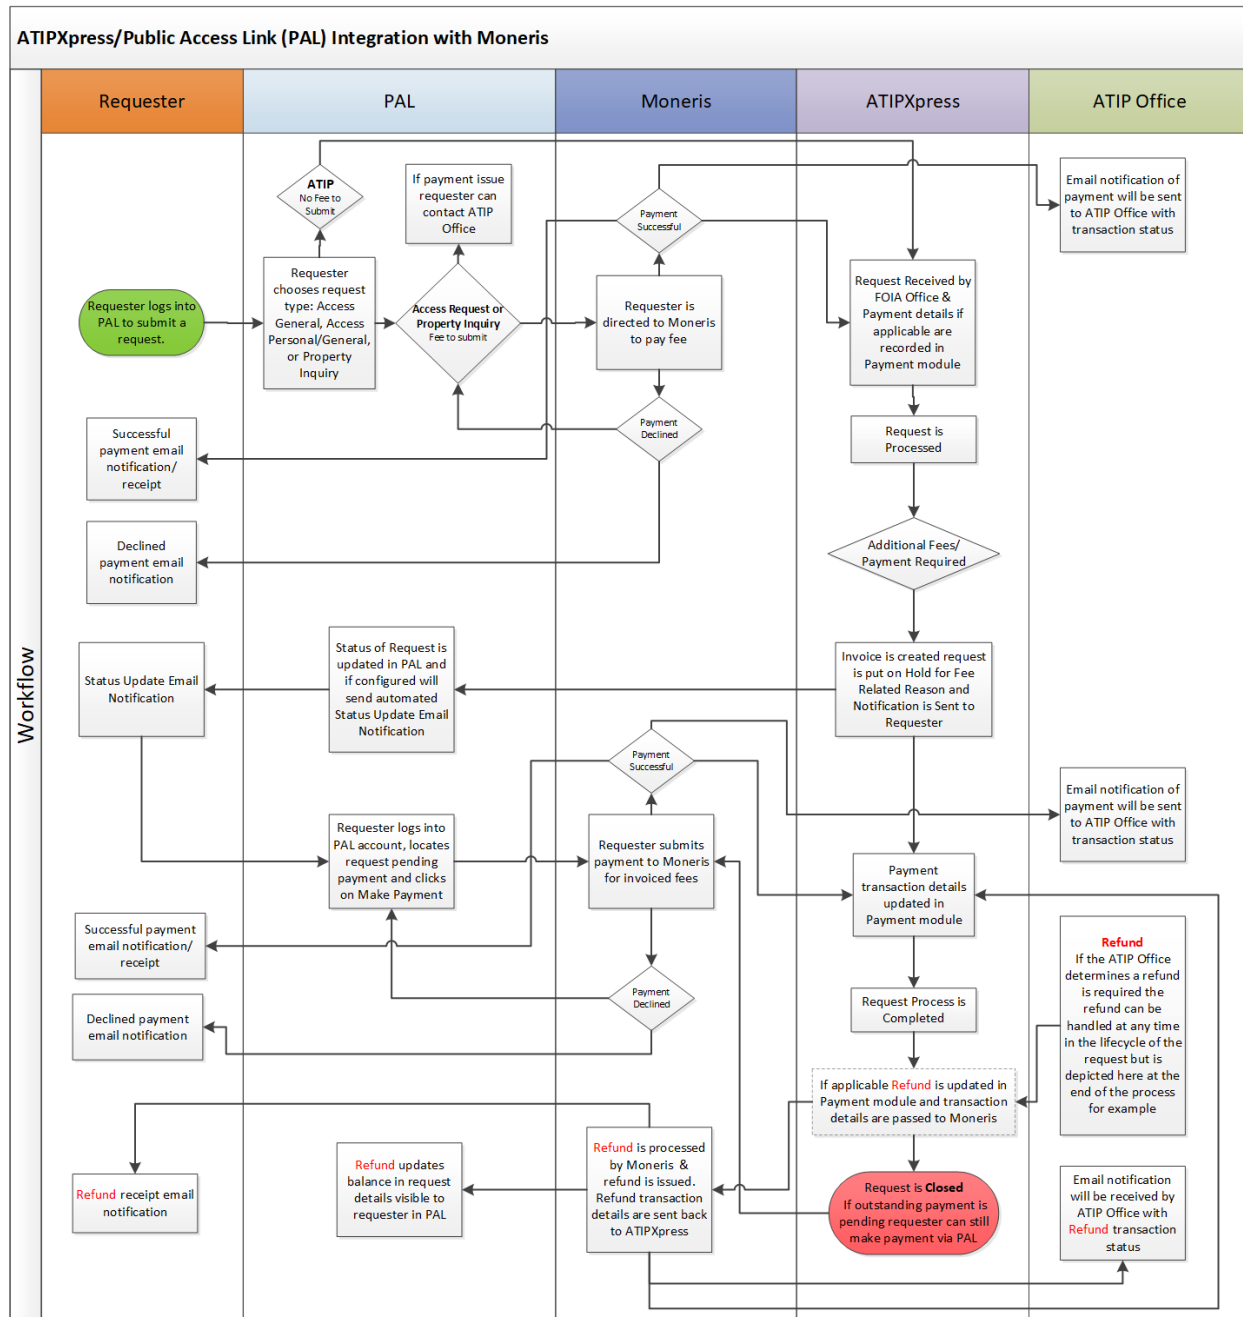 ATIPXpress/Public Access Link (PAL) Integration with Moneris
Requester
PAL
Moneris
ATIPXpress
ATIP Office
Workflow
ATIP
No Fee to
Submit
If payment issue
requester can
contact ATIP
Office
Payment
Successful
Email notification of
payment will be sent
to ATIP Office with
transaction status
Requester logs into
PAL to submit a
request.
Requester
chooses request
type: Access
General, Access
Personal/General,
or Property
Inquiry
Access Request or
Property Inquiry
Fee to submit
Requester is
directed to Moneris
to pay fee
Request Received by
FOIA Office &
Payment details if
applicable are
recorded in
Payment module
Payment
Declined
Successful
payment email
notification/
receipt
Request is
Processed
Declined
payment email
notification
Additional Fees/
Payment Required
Status Update Email
Notification
Status of Request is
updated in PAL and
if configured will
send automated
Status Update Email
Notification
Invoice is created request
is put on Hold for Fee
Related Reason and
Notification is Sent to
Requester
Payment
Successful
Email notification of
payment will be sent
to ATIP Office with
transaction status
Requester logs into
PAL account, locates
request pending
payment and clicks
on Make Payment
Requester submits
payment to Moneris
for invoiced fees
Payment
transaction details
updated in
Payment module
Successful payment
email notification/
receipt
Refund
If the ATIP Office
determines a refund
is required the
refund can be
handled at any time
in the lifecycle of the
request but is
depicted here at the
end of the process
for example
Payment
Declined
Request Process is
Completed
Declined payment
email notification
If applicable Refund is updated in
Payment module and transaction
details are passed to Moneris
Refund receipt email
notification
Refund updates
balance in request
details visible to
requester in PAL
Refund is processed
by Moneris &
refund is issued.
Refund transaction
details are sent back
to ATIPXpress
Request is Closed
If outstanding payment is
pending requester can still
make payment via PAL
Email notification
will be received by
ATIP Office with
Refund transaction
status